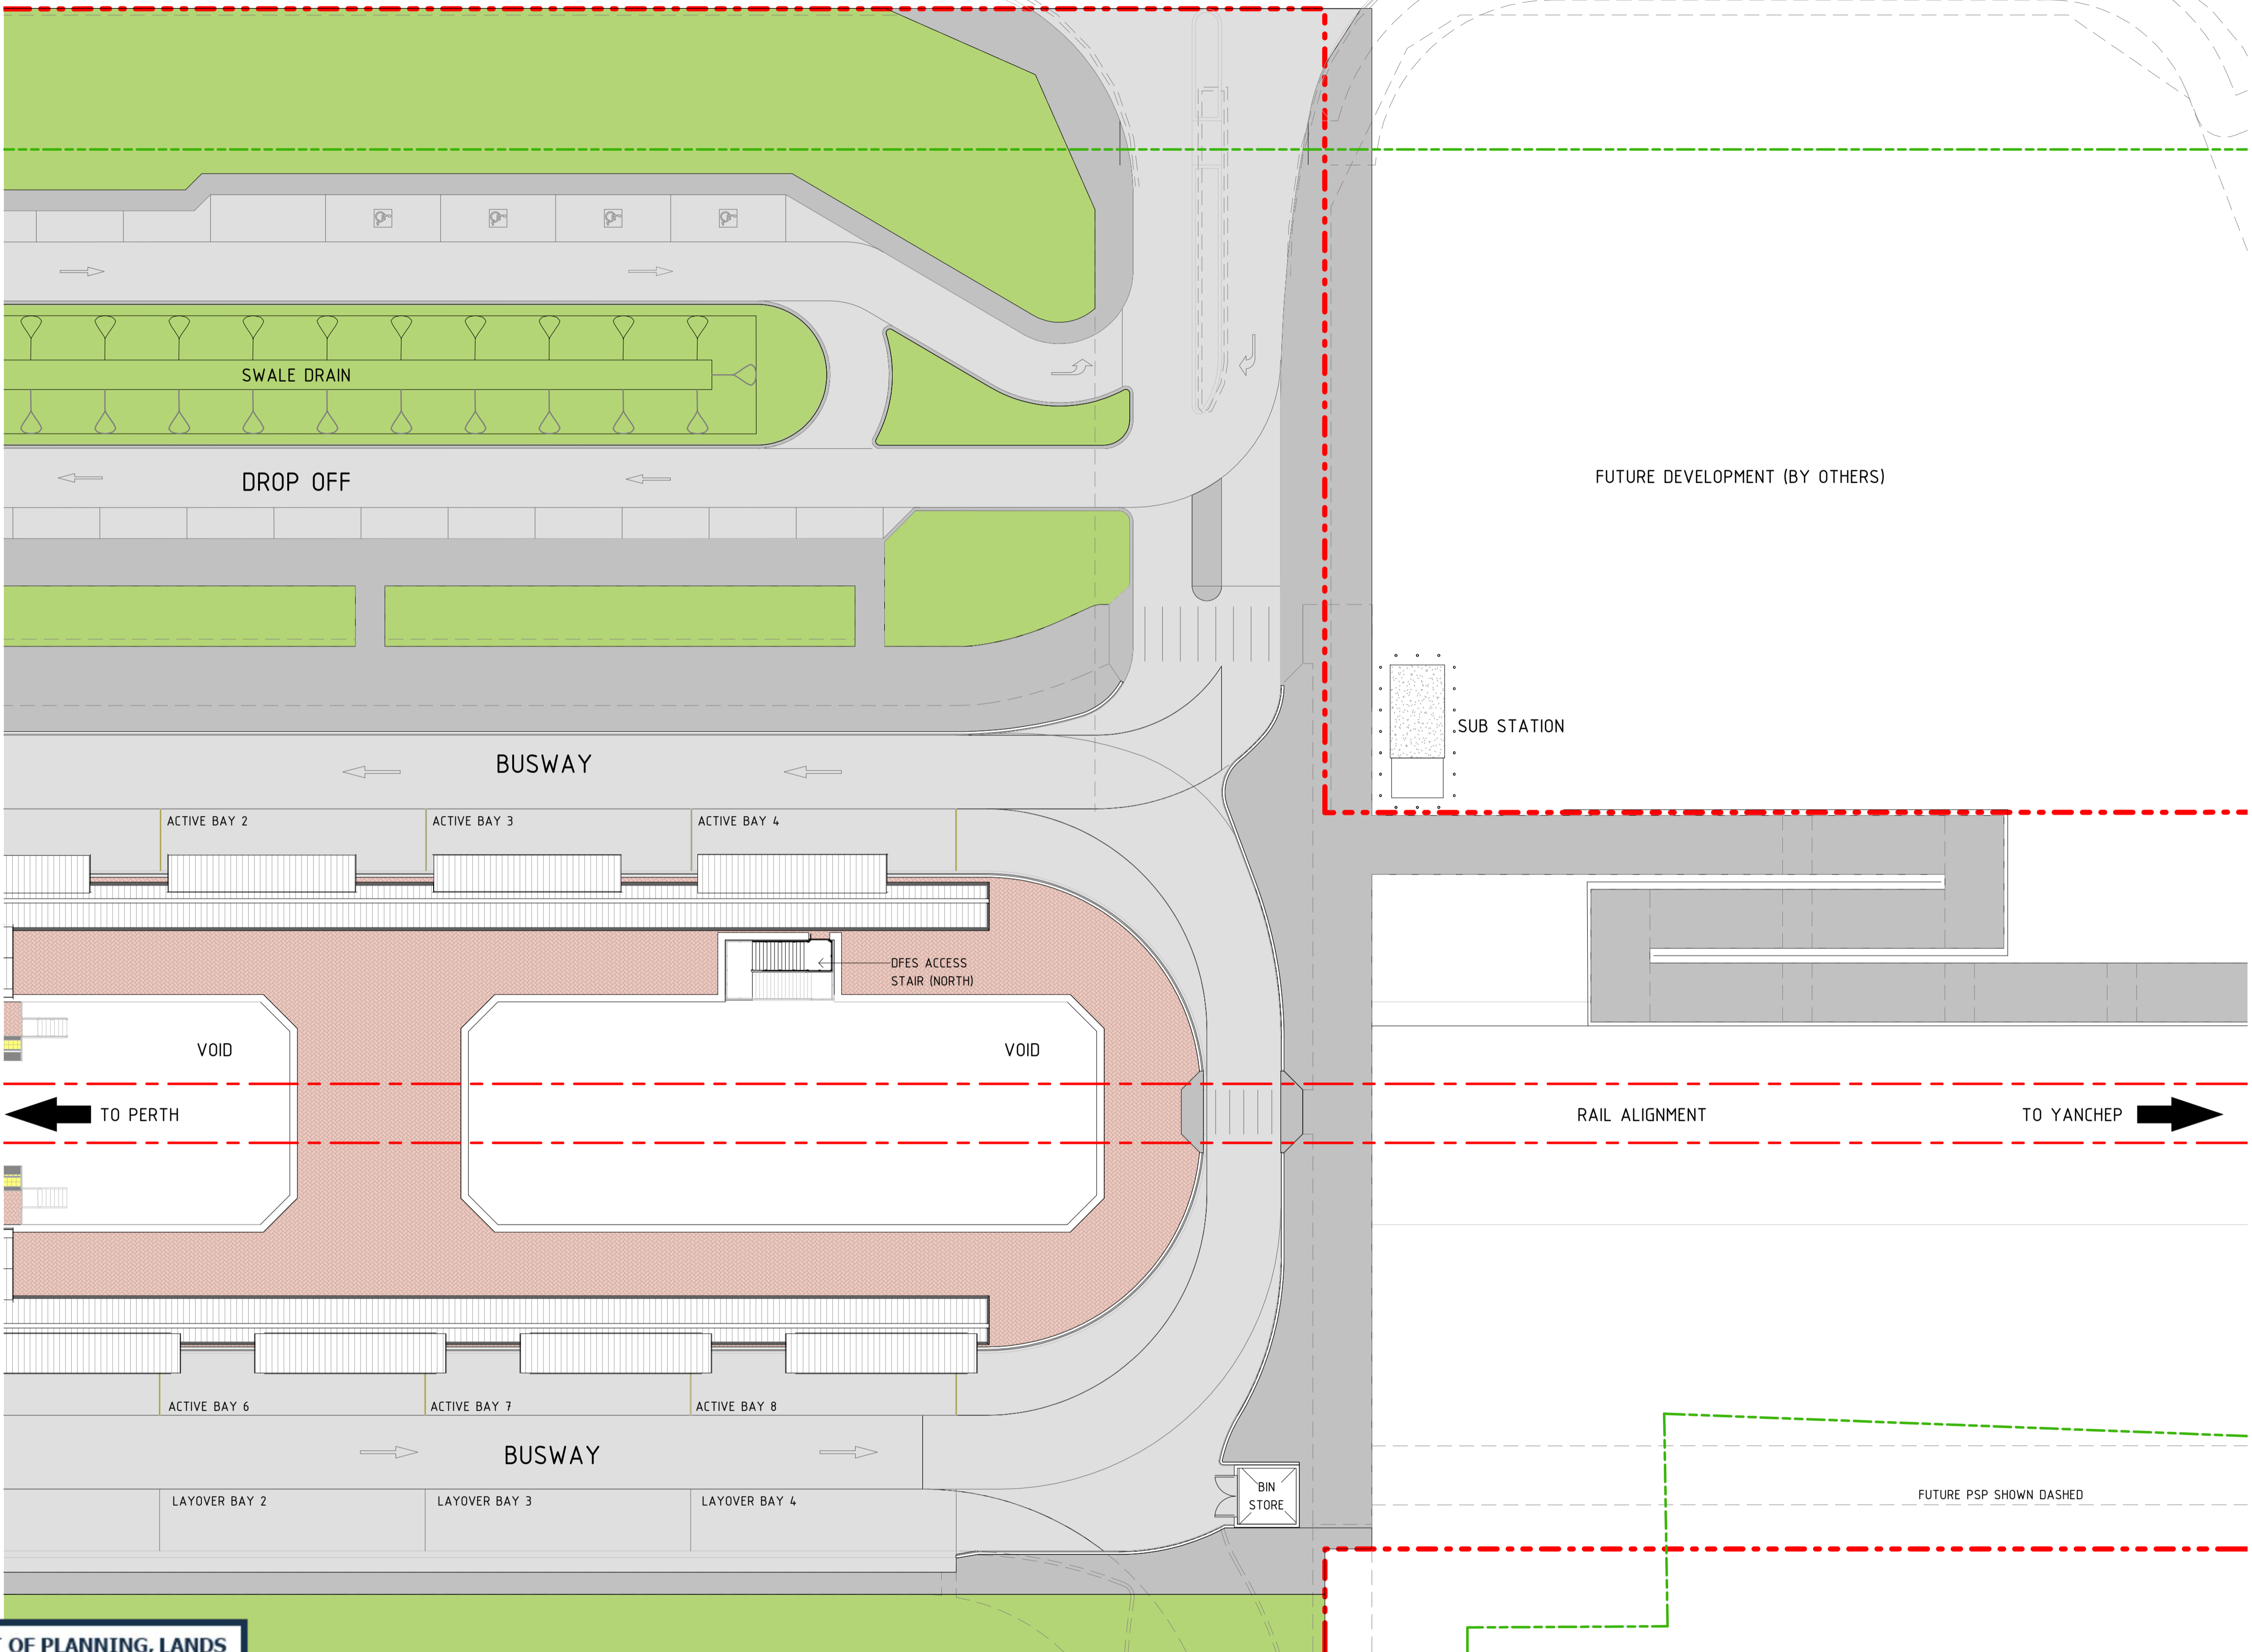 SWALE DRAIN
DROP OFF
FUTURE DEVELOPMENT (BY OTHERS)
SUB STATION
BUSWAY
ACTIVE BAY 2
ACTIVE BAY 3
ACTIVE BAY 4
DFES ACCESS
STAIR (NORTH)
VOID
VOID
TO PERTH
RAIL ALIGNMENT
TO YANCHEP
ACTIVE BAY 6
ACTIVE BAY 7
ACTIVE BAY 8
BUSWAY
BIN
STORE
LAYOVER BAY 2
LAYOVER BAY 3
LAYOVER BAY 4
FUTURE PSP SHOWN DASHED
OF PLANNING, LANDS